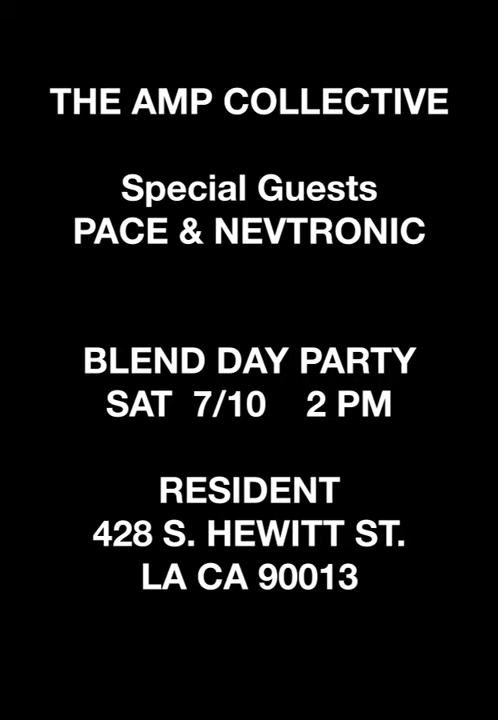 THE AMP COLLECTIVE
Special Guests
PACE & NEVTRONIC
BLEND DAY PARTY
SAT 7/10 2 PM
RESIDENT
428 S. HEWITT ST.
LA CA 90013